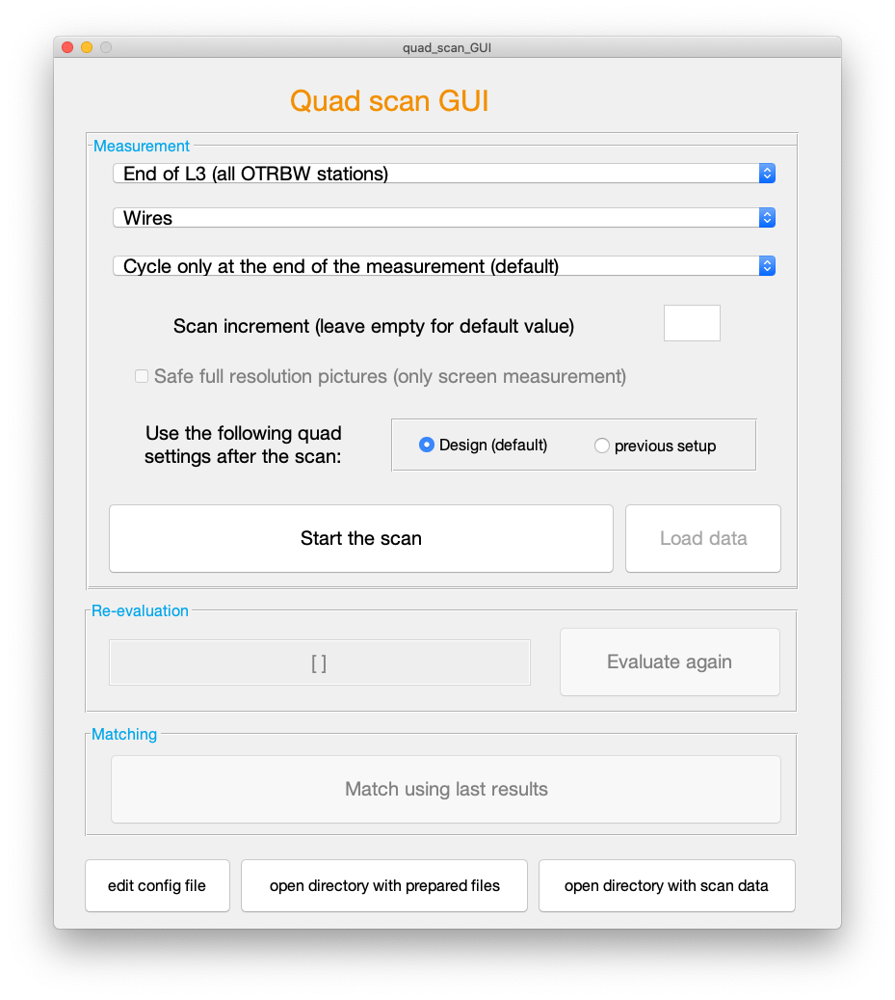 quad_scan_GUI
Quad scan GUI
Measurement
End of L3 (all OTRBW stations)
Wires
Cycle only at the end of the measurement (default)
Scan increment (leave empty for default value)
Safe full resolution pictures (only screen measurement)
Use the following quad
settings after the scan:
Design (default)
previous setup
Start the scan
Load data
Re-evaluation
[ ]
Evaluate again
Matching
Match using last results
edit config file
open directory with prepared files
open directory with scan data